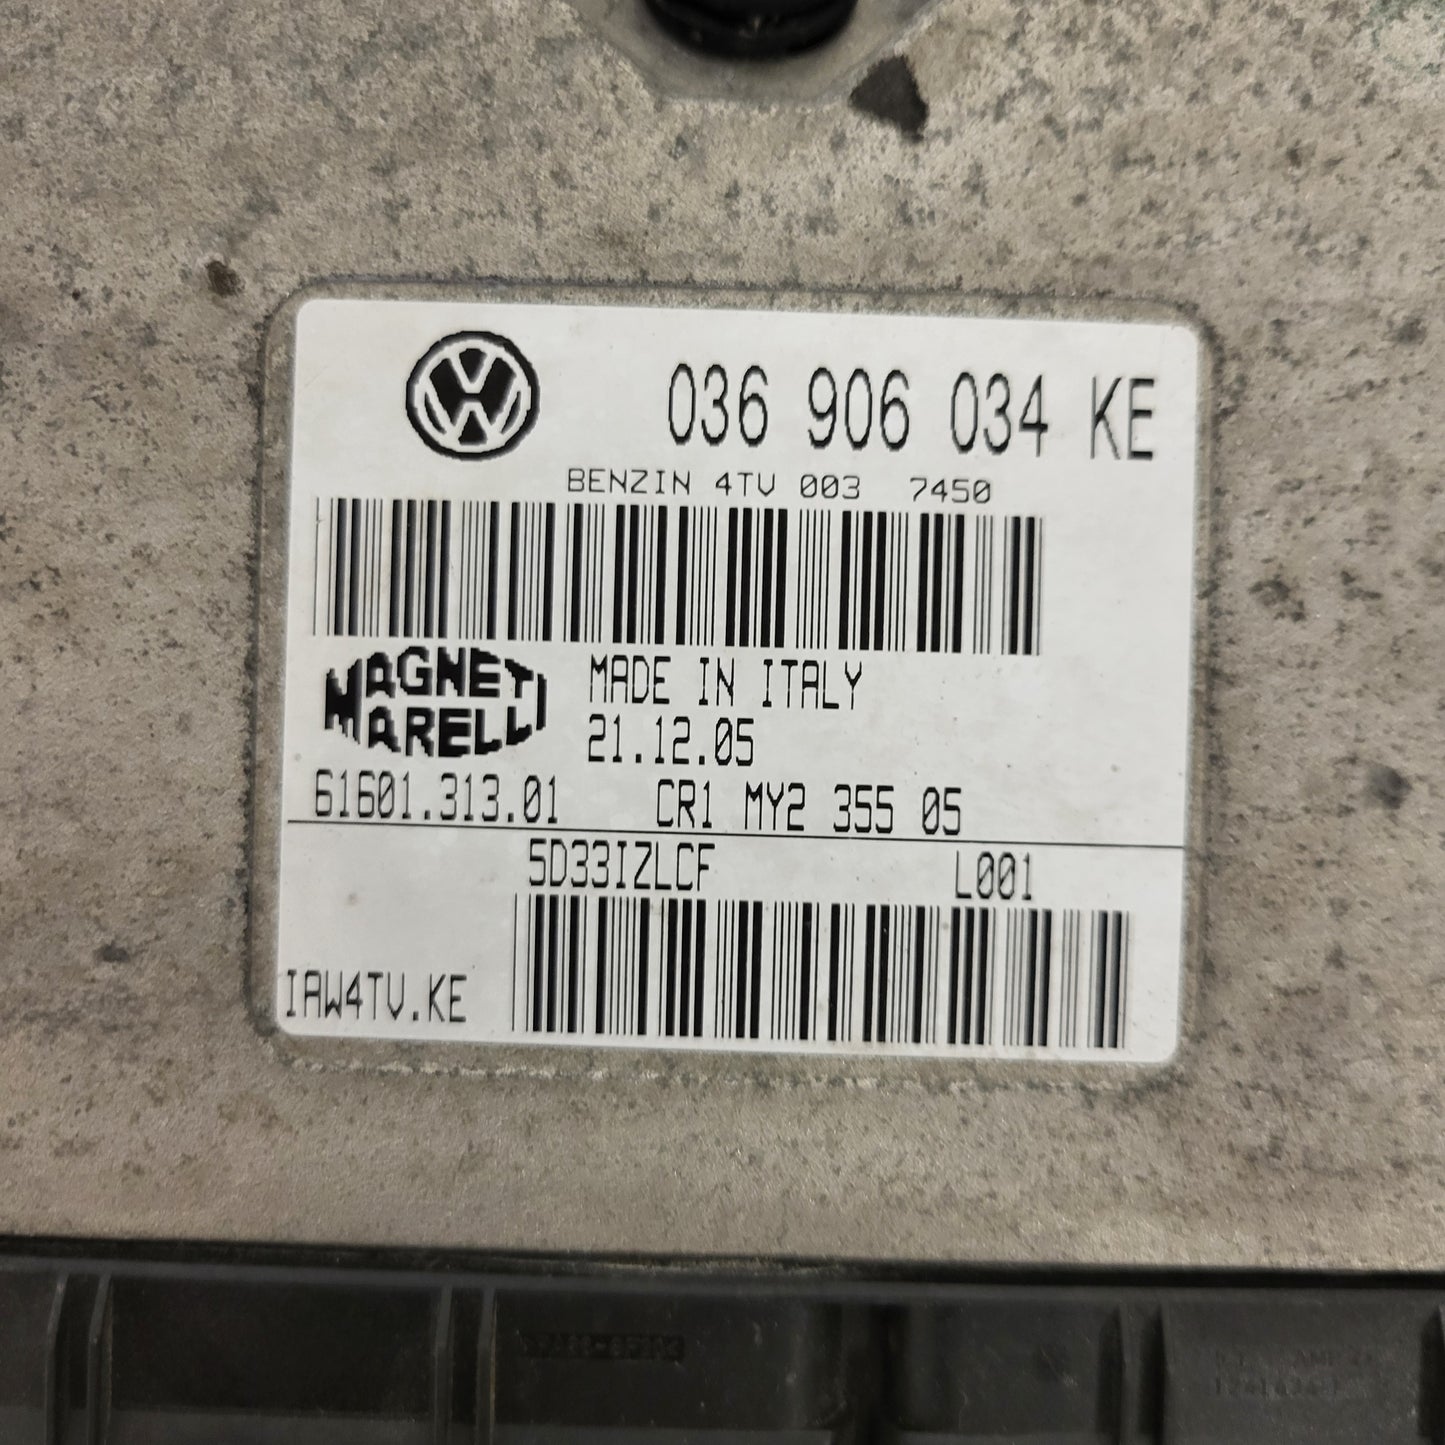 036 906 034 KE
BENZIN 4TV 003 7450
MAGNETI
MARELLI
MADE IN ITALY
21.12.05
61601.313.01 CR1 MY2 355 05
5D33IZLCF L001
IAW4TV.KE